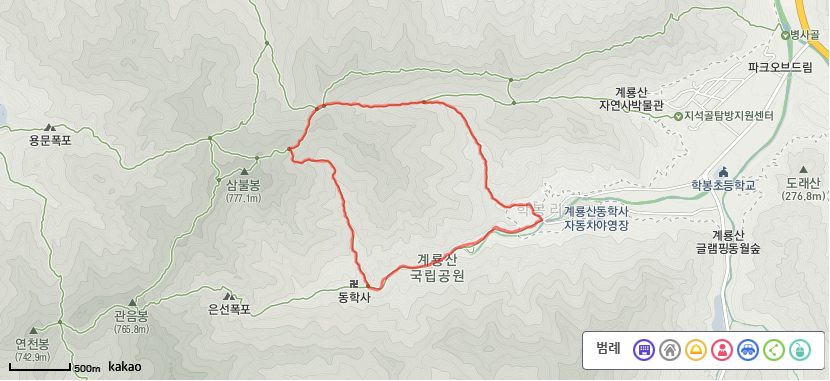 병사골
파크오브드림
계룡산
자연사박물관
지석골탐방지원센터
용문폭포
삼불봉
(777.1m)
학봉초등학교
도래산
(276.8m)
학봉리
계룡산동학사
자동차야영장
계룡산
글램핑동월숲
계룡산
국립공원
동학사
은선폭포
관음봉
(765.8m)
연천봉
(742.9m)
범례
500m kakao